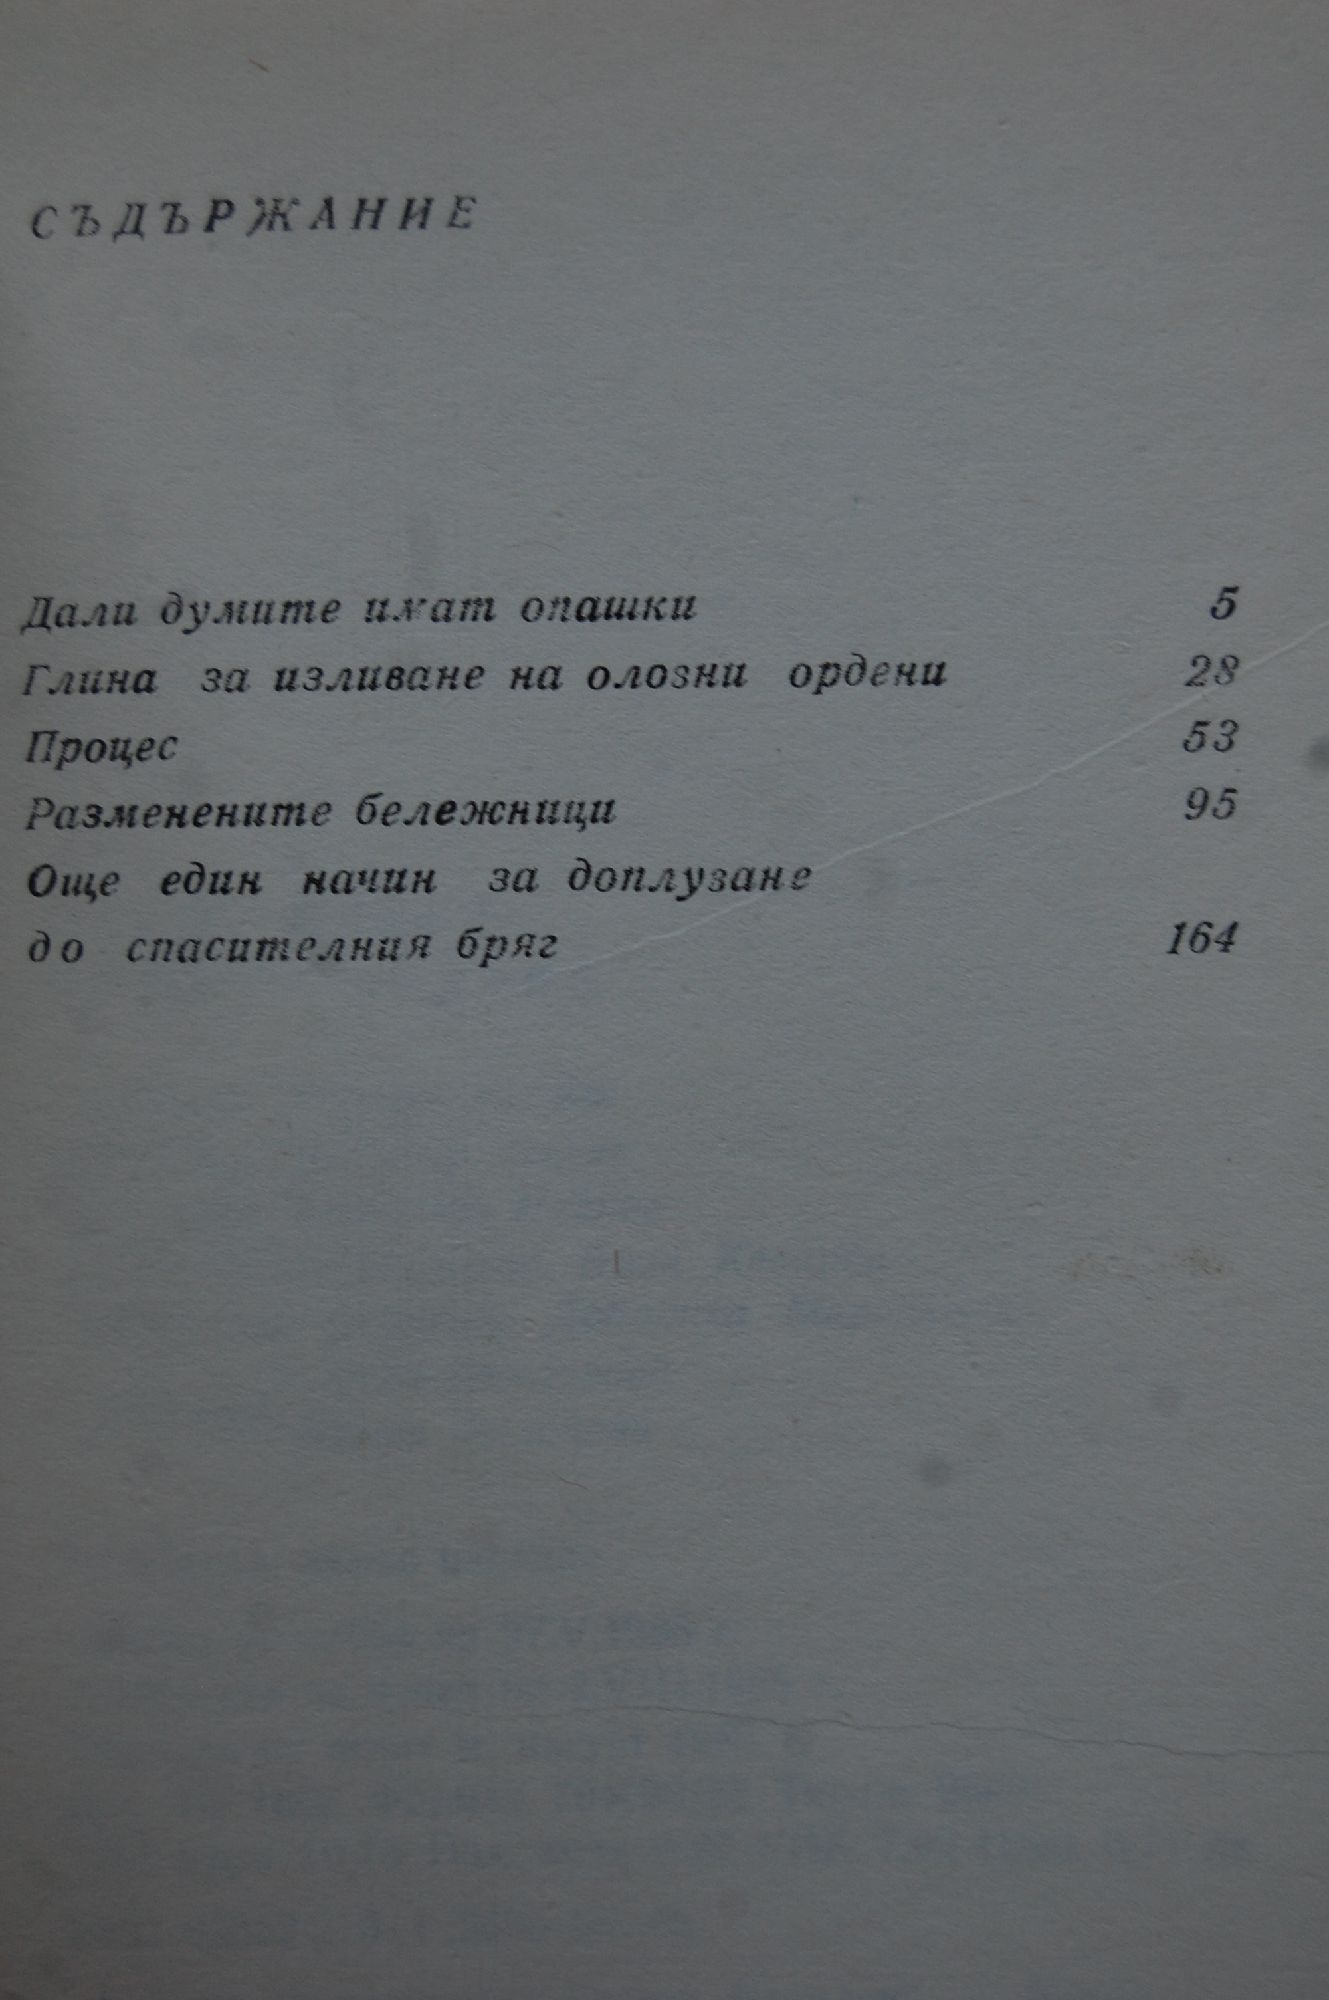 СЪДЪРЖАНИЕ
Дали думите имат опашки 5
Глина за изливане на олозни ордени 28
Процес 53
Разменените бележници 95
Още един начин за доплузане
до спасителния бряг 164